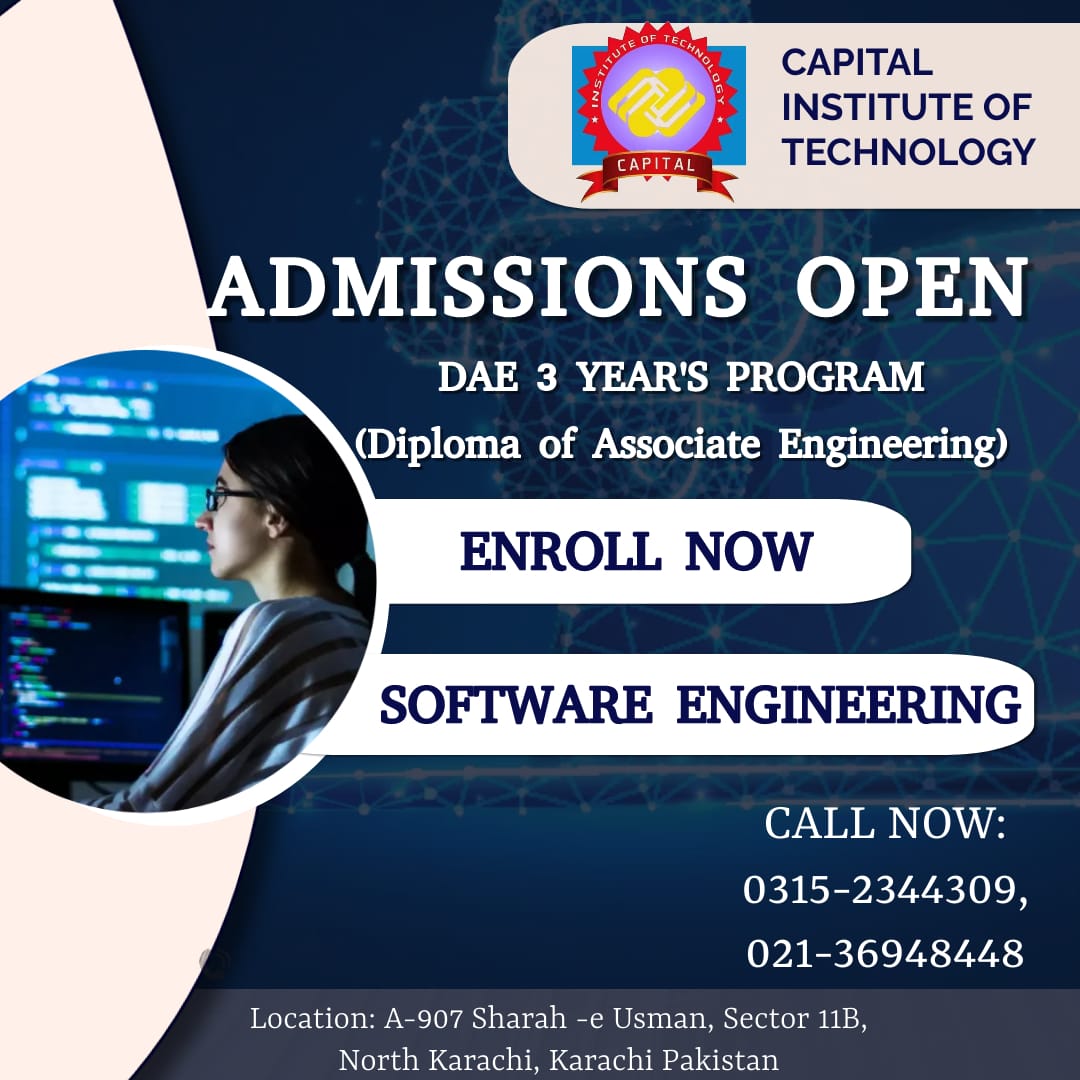 INSTITUTE OF TECHNOLOGY
CAPITAL
CAPITAL
INSTITUTE OF
TECHNOLOGY
ADMISSIONS OPEN
DAE 3 YEAR'S PROGRAM
(Diploma of Associate Engineering)
ENROLL NOW
SOFTWARE ENGINEERING
CALL NOW:
0315-2344309,
021-36948448
Location: A-907 Sharah -e Usman, Sector 11B,
North Karachi, Karachi Pakistan